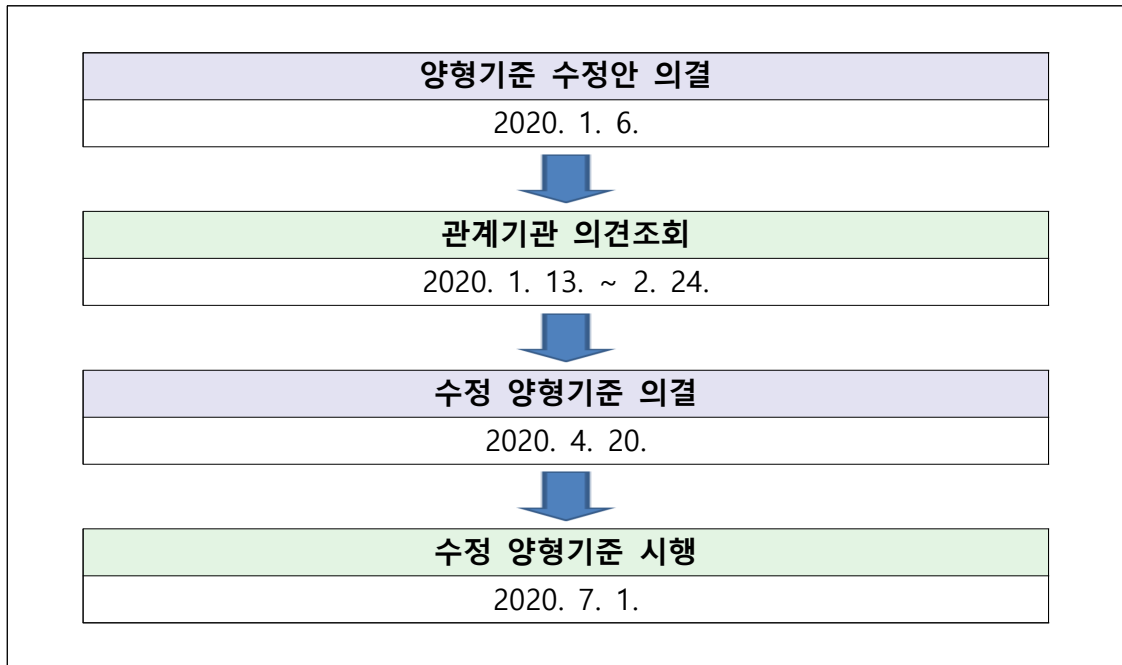 양형기준 수정안 의결
2020. 1. 6.
관계기관 의견조회
2020. 1. 13. ~ 2. 24.
수정 양형기준 의결
2020. 4. 20.
수정 양형기준 시행
2020. 7. 1.